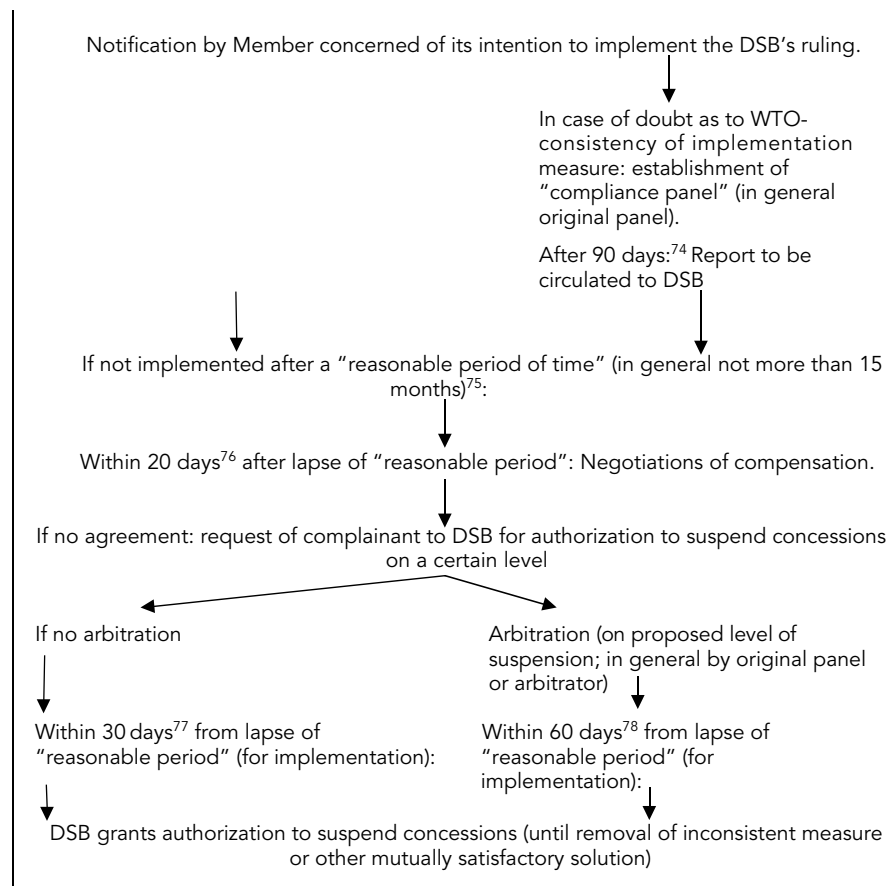 Notification by Member concerned of its intention to implement the DSB’s ruling.
In case of doubt as to WTO-
consistency of implementation
measure: establishment of
“compliance panel” (in general
original panel).
After 90 days:74 Report to be
circulated to DSB
If not implemented after a “reasonable period of time” (in general not more than 15
months)75:
Within 20 days76 after lapse of “reasonable period”: Negotiations of compensation.
If no agreement: request of complainant to DSB for authorization to suspend concessions
on a certain level
If no arbitration
Arbitration (on proposed level of
suspension; in general by original panel
or arbitrator)
Within 30 days77 from lapse of
“reasonable period” (for implementation):
Within 60 days78 from lapse of
“reasonable period” (for
implementation):
DSB grants authorization to suspend concessions (until removal of inconsistent measure
or other mutually satisfactory solution)